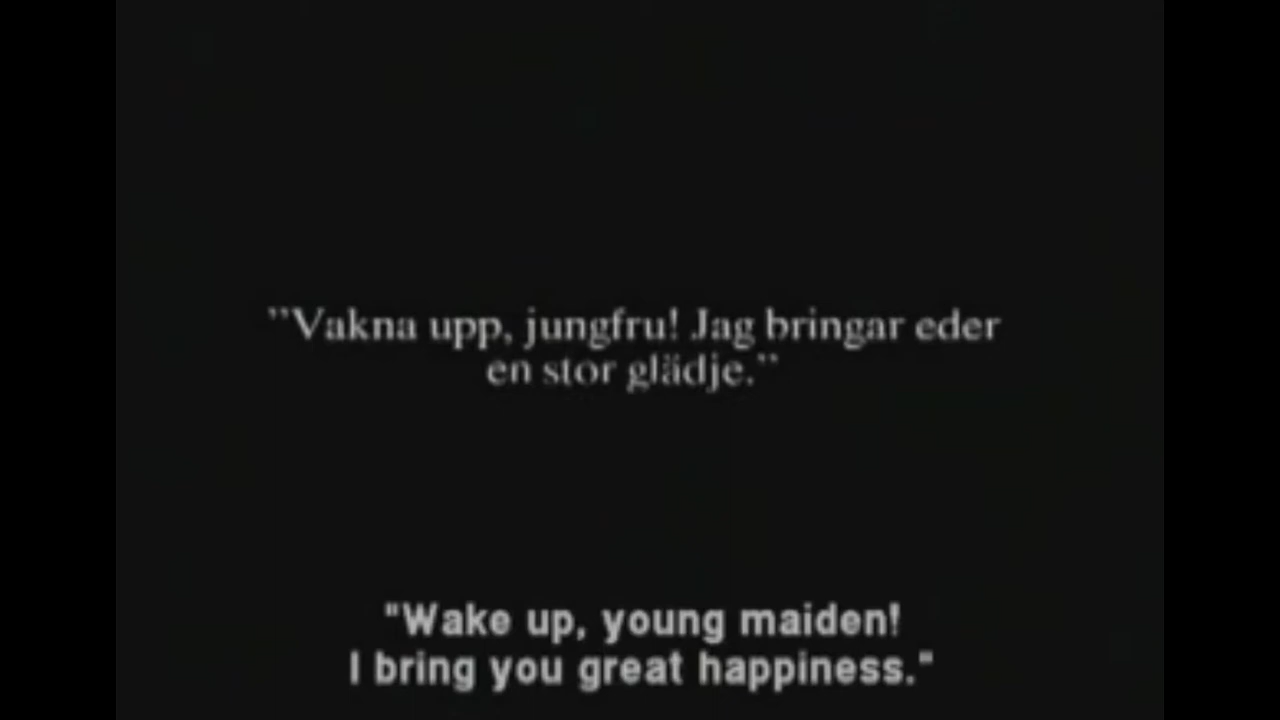 ”Vakna upp, jungfru! Jag bringar eder
en stor glädje.”
"Wake up, young maiden!
I bring you great happiness."